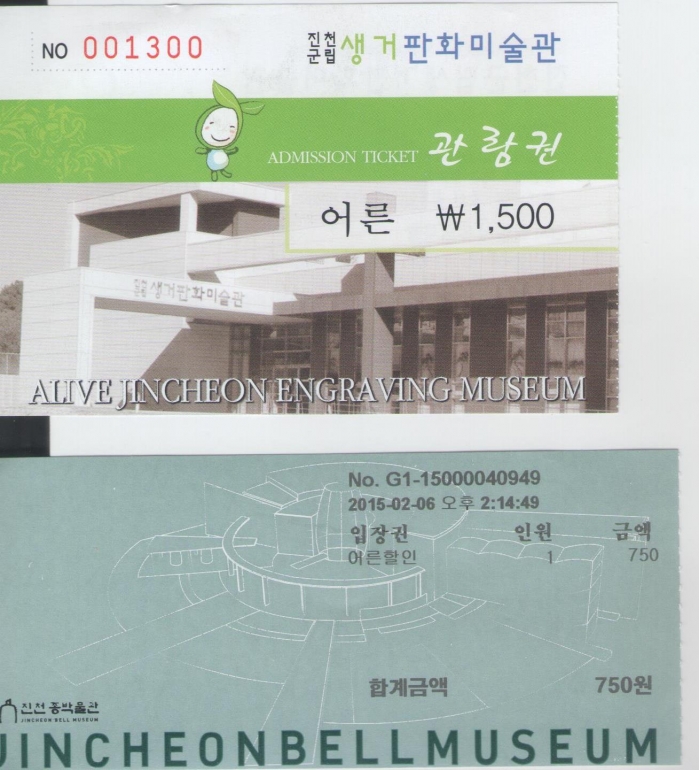 NO 001300
진천
군립 생거판화미술관
ADMISSION TICKET 관람권
어른 ₩1,500
진천
군립 생거판화미술관
ALIVE JINCHEON ENGRAVING MUSEUM
No. G1-15000040949
2015-02-06 오후 2:14:49
입장권 인원 금액
어른할인 1 750
합계금액 750원
진천 종박물관
JINCHEON BELL MUSEUM
JINCHEONBELLMUSEUM